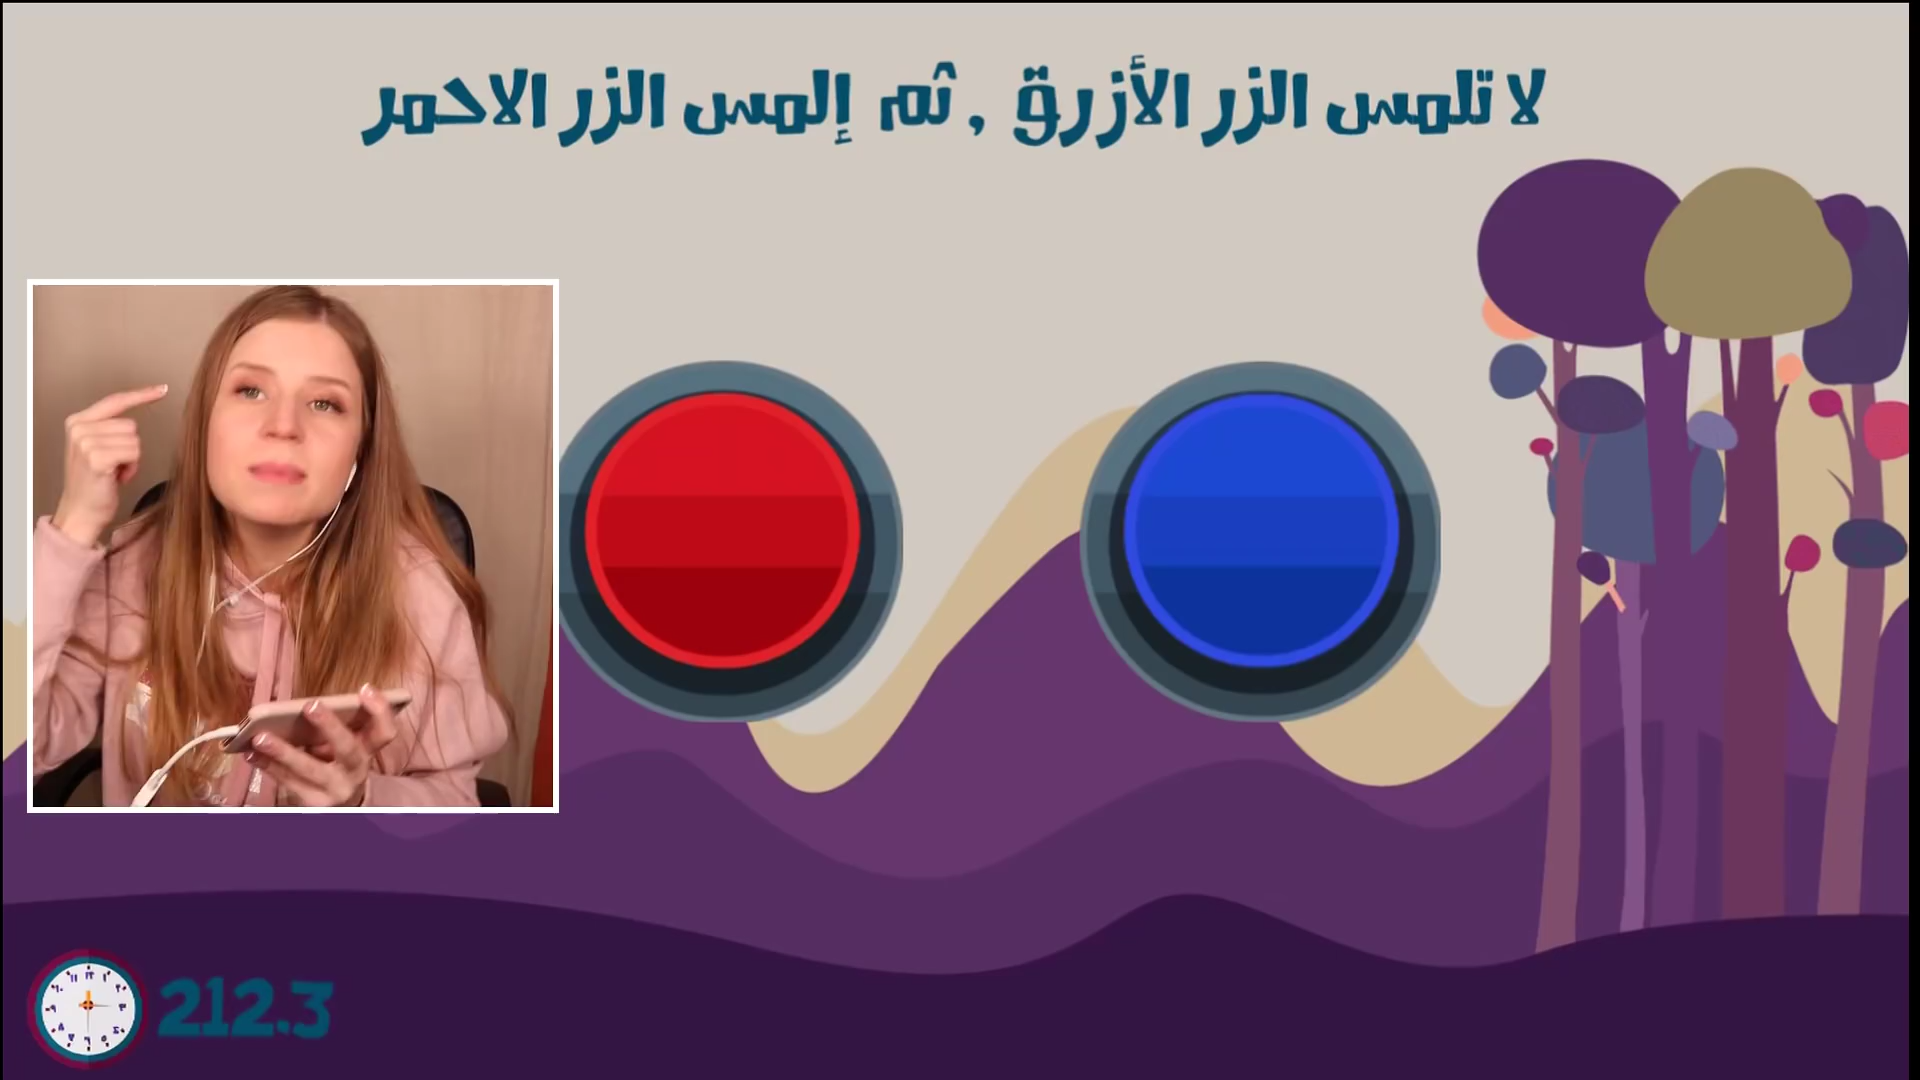 لا تلمس الزر الأزرق , ثم إلمس الزر الاحمر
212.3